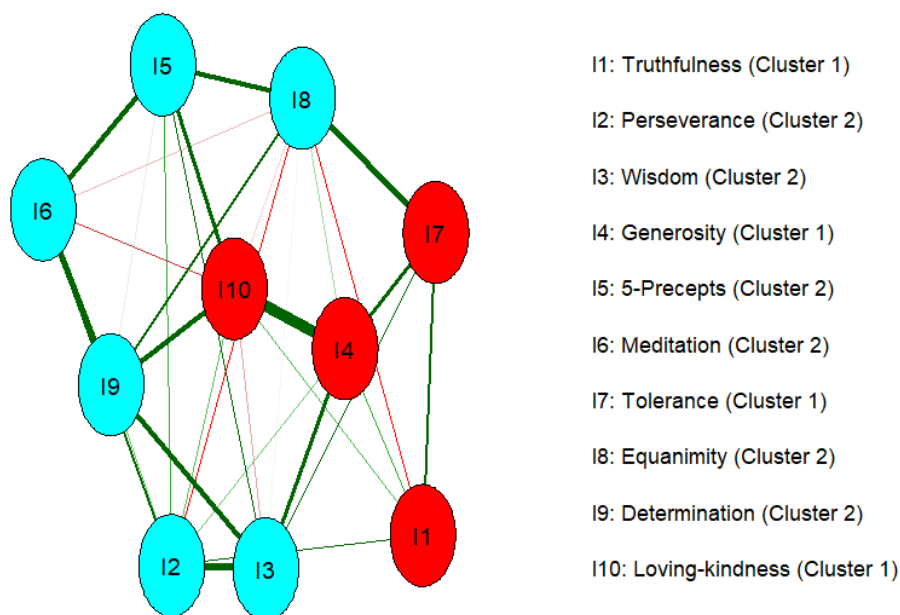 I5
I8
I6
I7
I10
I4
I9
I1
I2
I3
I1: Truthfulness (Cluster 1)
I2: Perseverance (Cluster 2)
I3: Wisdom (Cluster 2)
I4: Generosity (Cluster 1)
I5: 5-Precepts (Cluster 2)
I6: Meditation (Cluster 2)
I7: Tolerance (Cluster 1)
I8: Equanimity (Cluster 2)
I9: Determination (Cluster 2)
I10: Loving-kindness (Cluster 1)